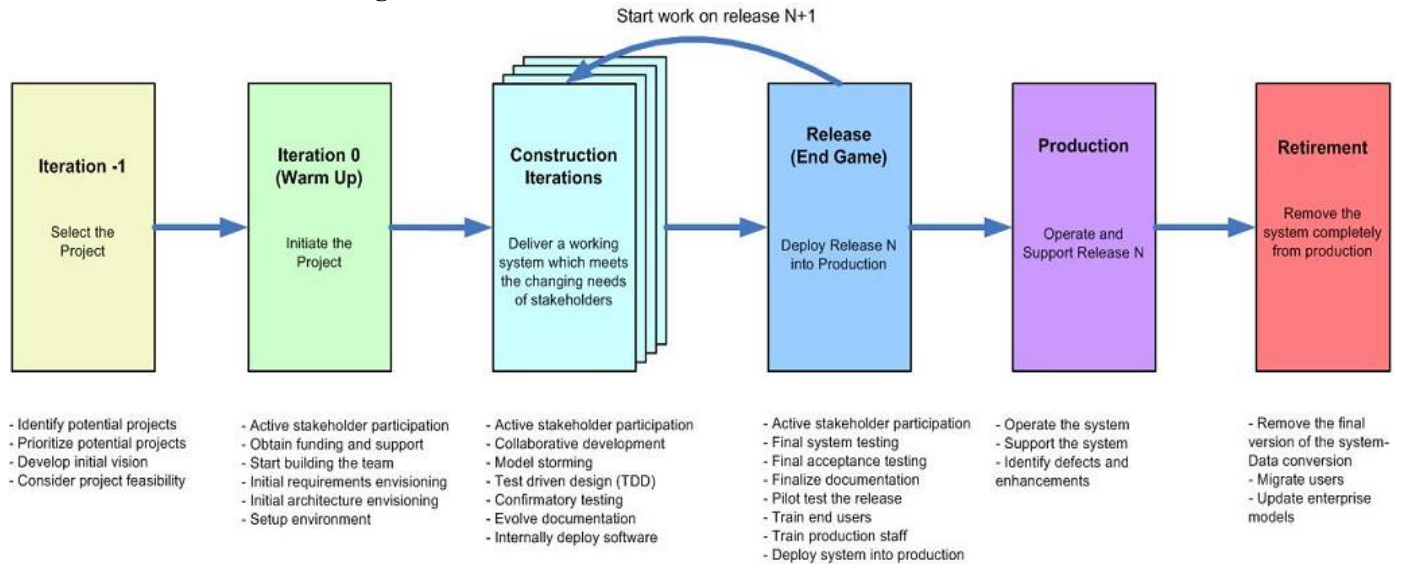 Start work on release N+1
Iteration -1
Select the
Project
Iteration 0
(Warm Up)
Initiate the
Project
Construction
Iterations
Deliver a working
system which meets
the changing needs
of stakeholders
Release
(End Game)
Deploy Release N
into Production
Production
Operate and
Support Release N
Retirement
Remove the
system completely
from production
- Identify potential projects
- Prioritize potential projects
- Develop initial vision
- Consider project feasibility
- Active stakeholder participation
- Obtain funding and support
- Start building the team
- Initial requirements envisioning
- Initial architecture envisioning
- Setup environment
- Active stakeholder participation
- Collaborative development
- Model storming
- Test driven design (TDD)
- Confirmatory testing
- Evolve documentation
- Internally deploy software
- Active stakeholder participation
- Final system testing
- Final acceptance testing
- Finalize documentation
- Pilot test the release
- Train end users
- Train production staff
- Deploy system into production
- Operate the system
- Support the system
- Identify defects and
enhancements
- Remove the final
version of the system-
Data conversion
- Migrate users
- Update enterprise
models